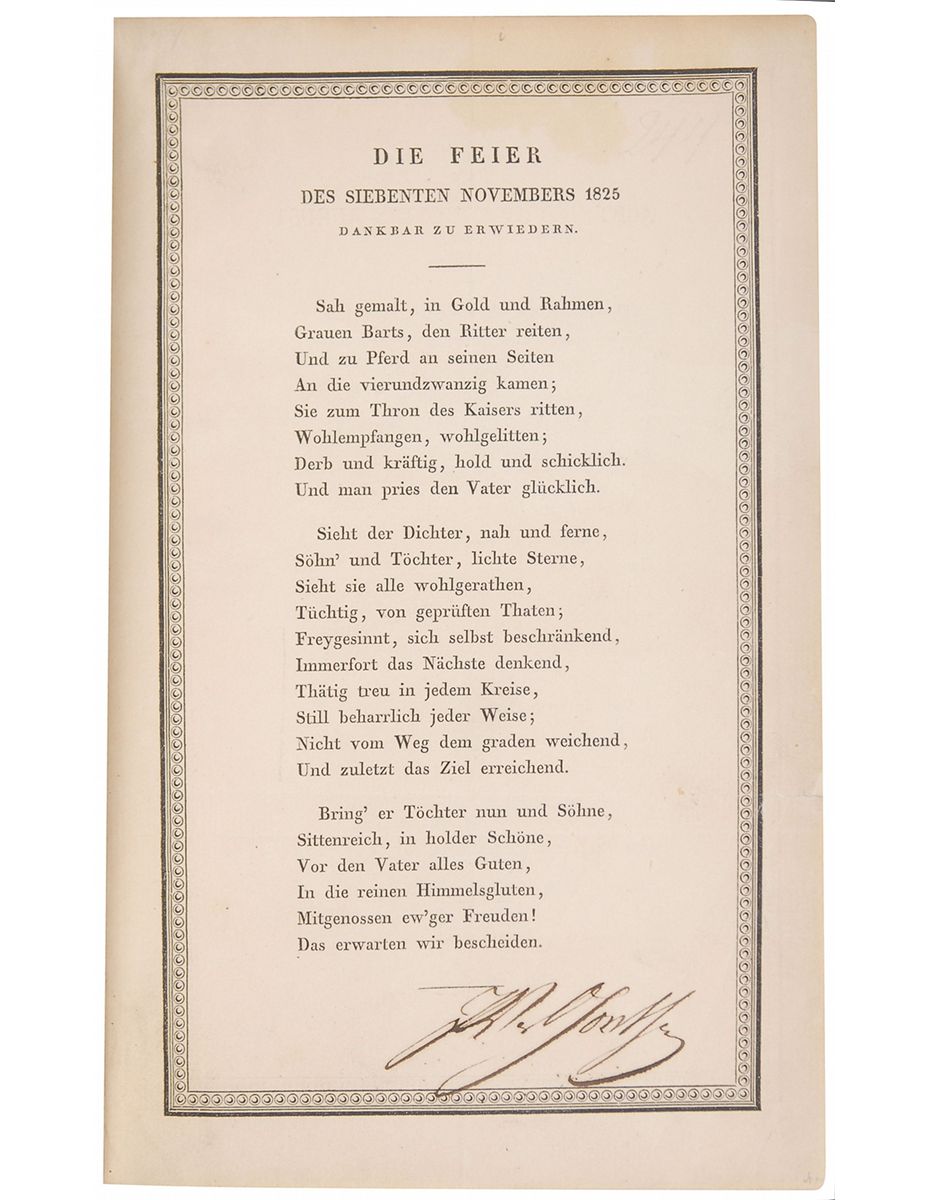 DIE FEIER
DES SIEBENTEN NOVEMBERS 1825
DANKBAR ZU ERWIEDERN.
Sah gemalt, in Gold und Rahmen,
Grauen Barts, den Ritter reiten,
Und zu Pferd an seinen Seiten
An die vierundzwanzig kamen;
Sie zum Thron des Kaisers ritten,
Wohlempfangen, wohlgelitten;
Derb und kräftig, hold und schicklich.
Und man pries den Vater glücklich.
Sieht der Dichter, nah und ferne,
Söhn' und Töchter, lichte Sterne,
Sieht sie alle wohlgerathen,
Tüchtig, von geprüften Thaten;
Freygesinnt, sich selbst beschränkend,
Immerfort das Nächste denkend,
Thätig treu in jedem Kreise,
Still beharrlich jeder Weise;
Nicht vom Weg dem graden weichend,
Und zuletzt das Ziel erreichend.
Bring' er Töchter nun und Söhne,
Sittenreich, in holder Schöne,
Vor den Vater alles Guten,
In die reinen Himmelsgluten,
Mitgenossen ew'ger Freuden!
Das erwarten wir bescheiden.